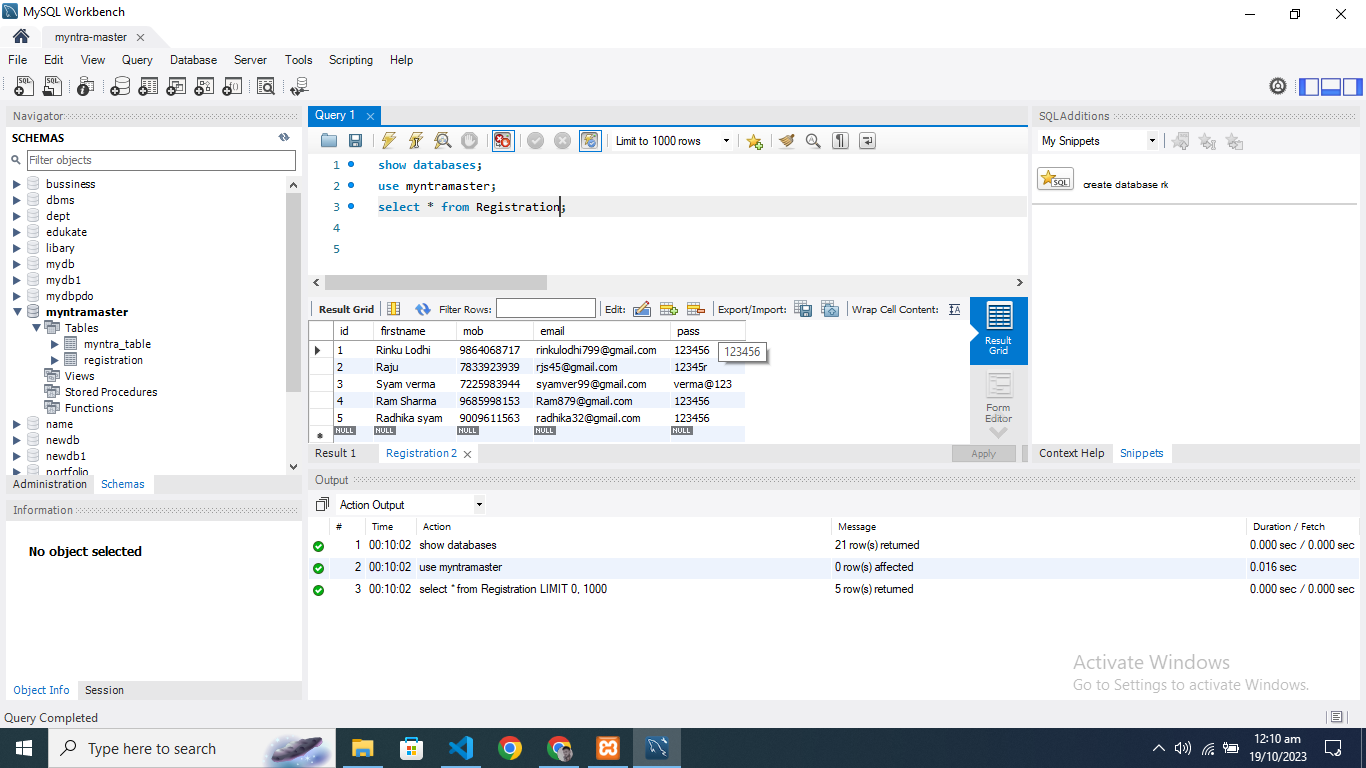 MySQL Workbench
myntra-master
File Edit View Query Database Server Tools Scripting Help
Navigator
SCHEMAS
Filter objects
bussiness
dbms
dept
edukate
libary
mydb
mydb1
mydbpdo
myntramaster
Tables
myntra_table
registration
Views
Stored Procedures
Functions
name
newdb
newdb1
portfolio
Administration Schemas
Information
No object selected
Object Info Session
Query 1
Limit to 1000 rows
1 show databases;
2 use myntramaster;
3 select * from Registration;
4
5
Result Grid Filter Rows: Edit: Export/Import: Wrap Cell Content:
id firstname mob email pass
1 Rinku Lodhi 9864068717 rinkulodhi799@gmail.com 123456
123456
2 Raju 7833923939 rjs45@gmail.com 12345r
3 Syam verma 7225983944 syamver99@gmail.com verma@123
4 Ram Sharma 9685998153 Ram879@gmail.com 123456
5 Radhika syam 9009611563 radhika32@gmail.com 123456
NULL NULL NULL NULL NULL
Result Grid
Form Editor
Result 1 Registration 2 Apply
SQLAdditions
My Snippets
SQL create database rk
Context Help Snippets
Output
Action Output
# Time Action Message Duration / Fetch
1 00:10:02 show databases 21 row(s) returned 0.000 sec / 0.000 sec
2 00:10:02 use myntramaster 0 row(s) affected 0.016 sec
3 00:10:02 select * from Registration LIMIT 0, 1000 5 row(s) returned 0.000 sec / 0.000 sec
Activate Windows
Go to Settings to activate Windows.
Query Completed
Type here to search
12:10 am
19/10/2023